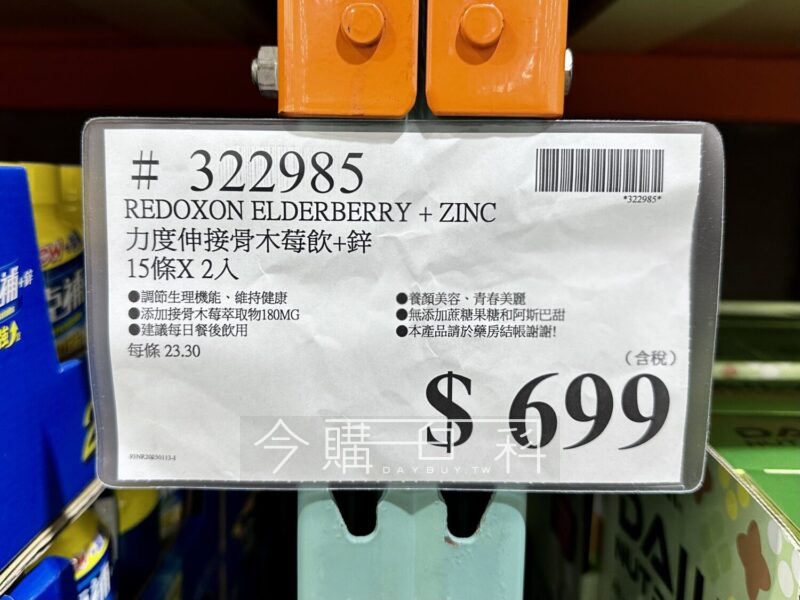 # 322985
*322985*
REDOXON ELDERBERRY + ZINC
力度伸接骨木莓飲+鋅
15條X 2入
●調節生理機能、維持健康
●養顏美容、青春美麗
●添加接骨木莓萃取物180MG
●無添加蔗糖果糖和阿斯巴甜
●建議每日餐後飲用
●本產品請於藥房結帳謝謝!
每條 23.30
(含稅)
$ 699
今購百科
DAYBUY.TW
補+鋅
DAILY